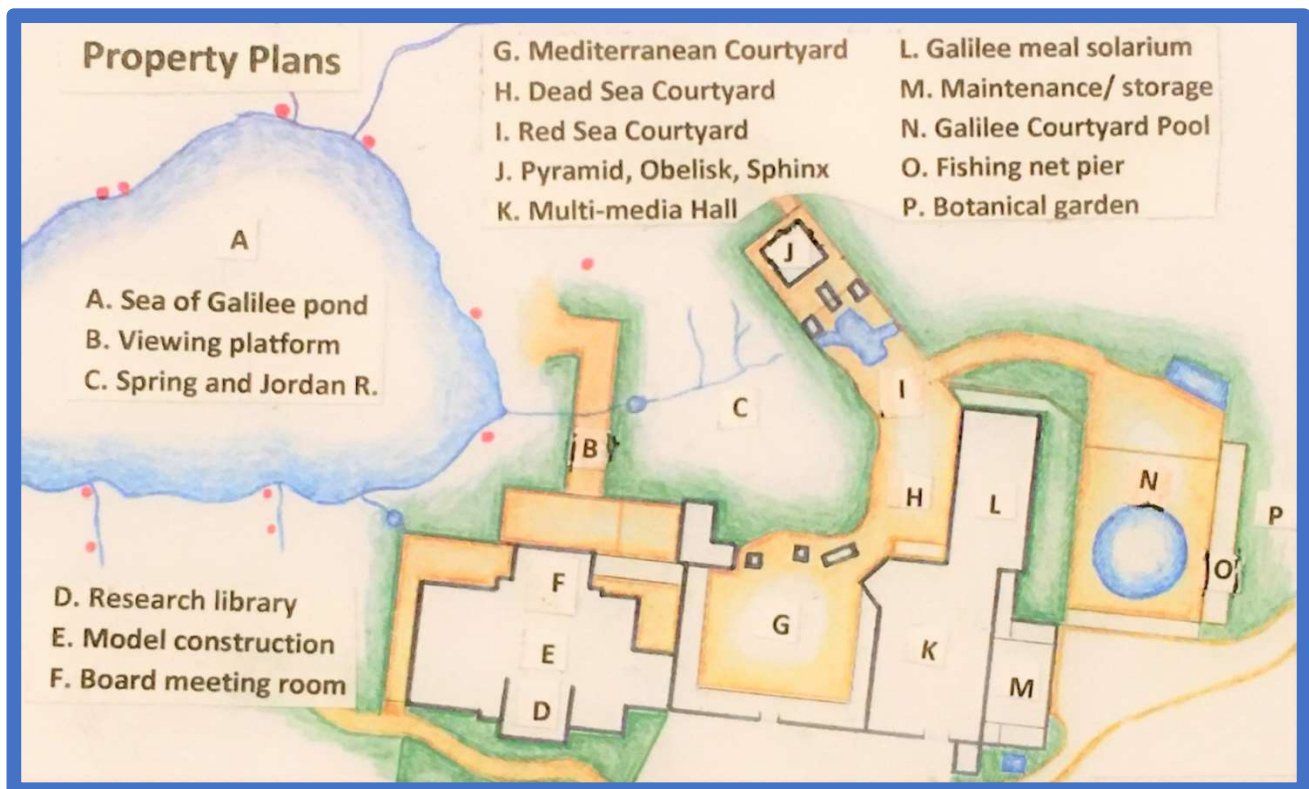 Property Plans
G. Mediterranean Courtyard
H. Dead Sea Courtyard
I. Red Sea Courtyard
J. Pyramid, Obelisk, Sphinx
K. Multi-media Hall
L. Galilee meal solarium
M. Maintenance/ storage
N. Galilee Courtyard Pool
O. Fishing net pier
P. Botanical garden
A
A. Sea of Galilee pond
B. Viewing platform
C. Spring and Jordan R.
J
I
C
B
H
L
N
P
O
F
G
E
K
M
D
D. Research library
E. Model construction
F. Board meeting room